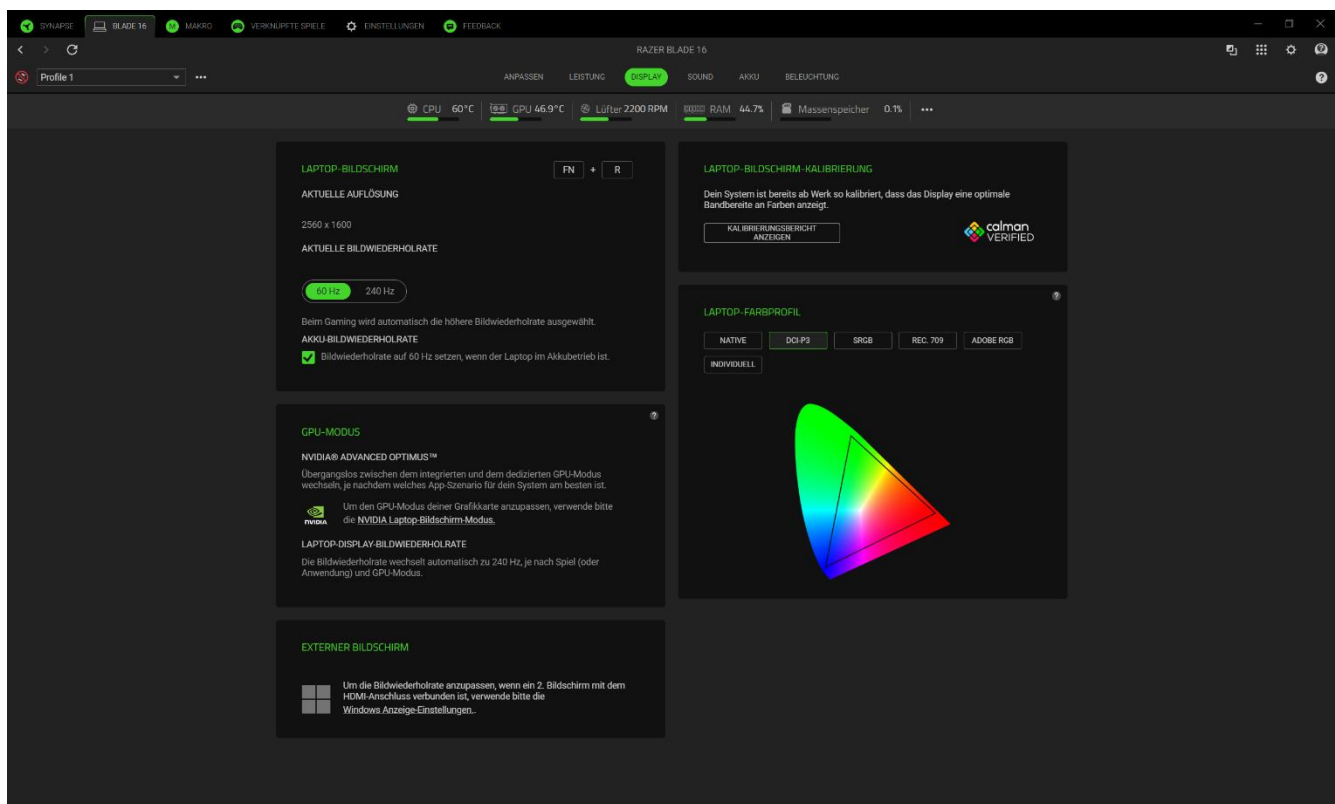 SYNAPSE BLADE 16 MAKRO VERKNÜPFTE SPIELE EINSTELLUNGEN FEEDBACK
RAZER BLADE 16
Profile 1 ANPASSEN LEISTUNG DISPLAY SOUND AKKU BELEUCHTUNG
CPU 60°C GPU 46.9°C Lüfter 2200 RPM RAM 44.7% Massenspeicher 0.1%
LAPTOP-BILDSCHIRM FN + R
AKTUELLE AUFLÖSUNG
2560 x 1600
AKTUELLE BILDWIEDERHOLRATE
60 Hz 240 Hz
Beim Gaming wird automatisch die höhere Bildwiederholrate ausgewählt.
AKKU-BILDWIEDERHOLRATE
Bildwiederholrate auf 60 Hz setzen, wenn der Laptop im Akkubetrieb ist.
GPU-MODUS
NVIDIA® ADVANCED OPTIMUS™
Übergangslos zwischen dem integrierten und dem dedizierten GPU-Modus
wechseln, je nachdem welches App-Szenario für dein System am besten ist.
Um den GPU-Modus deiner Grafikkarte anzupassen, verwende bitte
die NVIDIA Laptop-Bildschirm-Modus.
NVIDIA
LAPTOP-DISPLAY-BILDWIEDERHOLRATE
Die Bildwiederholrate wechselt automatisch zu 240 Hz, je nach Spiel (oder
Anwendung) und GPU-Modus.
EXTERNER BILDSCHIRM
Um die Bildwiederholrate anzupassen, wenn ein 2. Bildschirm mit dem
HDMI-Anschluss verbunden ist, verwende bitte die
Windows Anzeige-Einstellungen..
LAPTOP-BILDSCHIRM-KALIBRIERUNG
Dein System ist bereits ab Werk so kalibriert, dass das Display eine optimale
Bandbereite an Farben anzeigt.
KALIBRIERUNGSBERICHT
ANZEIGEN
calman
VERIFIED
LAPTOP-FARBPROFIL
NATIVE DCI-P3 SRGB REC. 709 ADOBE RGB
INDIVIDUELL